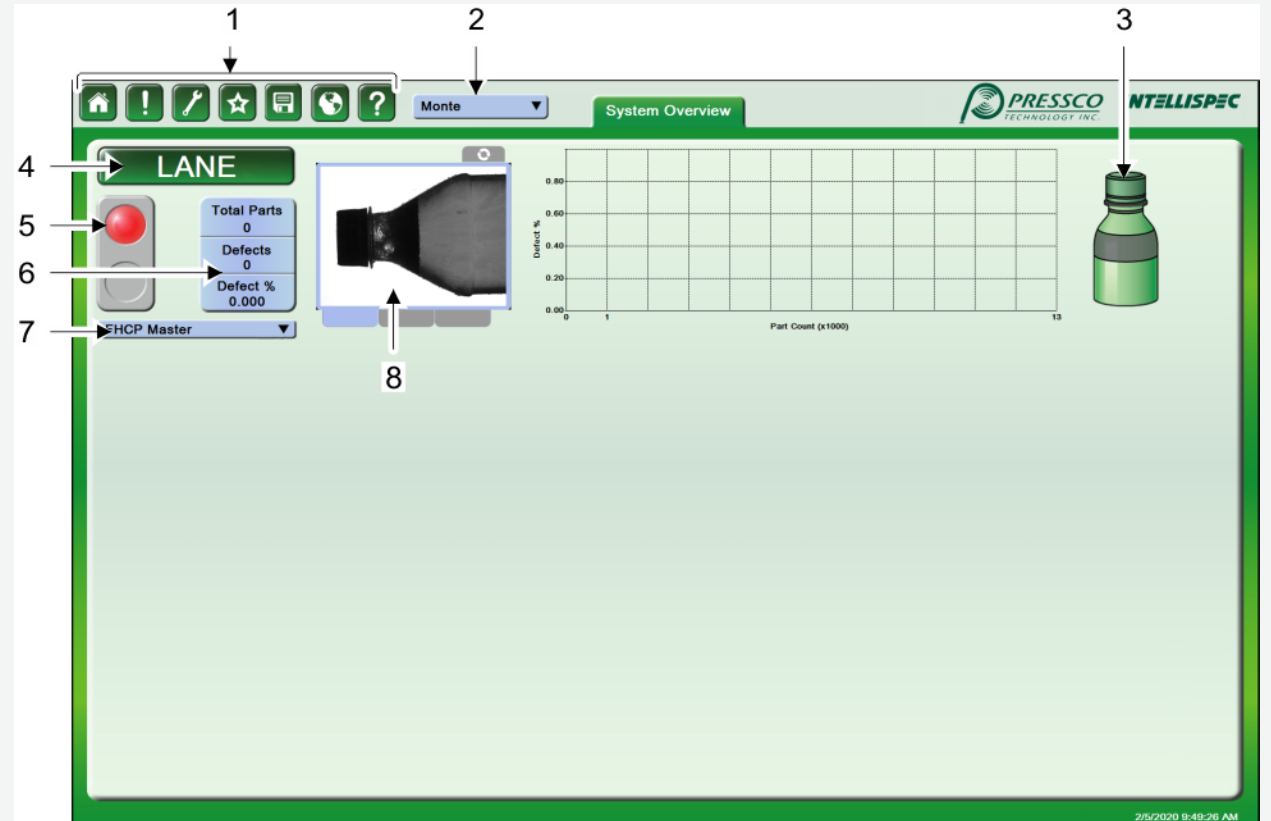 1
2
3
!
?
Monte
System Overview
PRESSCO
TECHNOLOGY INC.
NTELLISPEC
4
LANE
5
Total Parts
0
6
Defects
0
Defect %
0.000
7
EHCP Master
8
Defect %
0.80
0.60
0.40
0.20
0.00
0
1
13
Part Count (x1000)
2/5/2020 9:49:26 AM